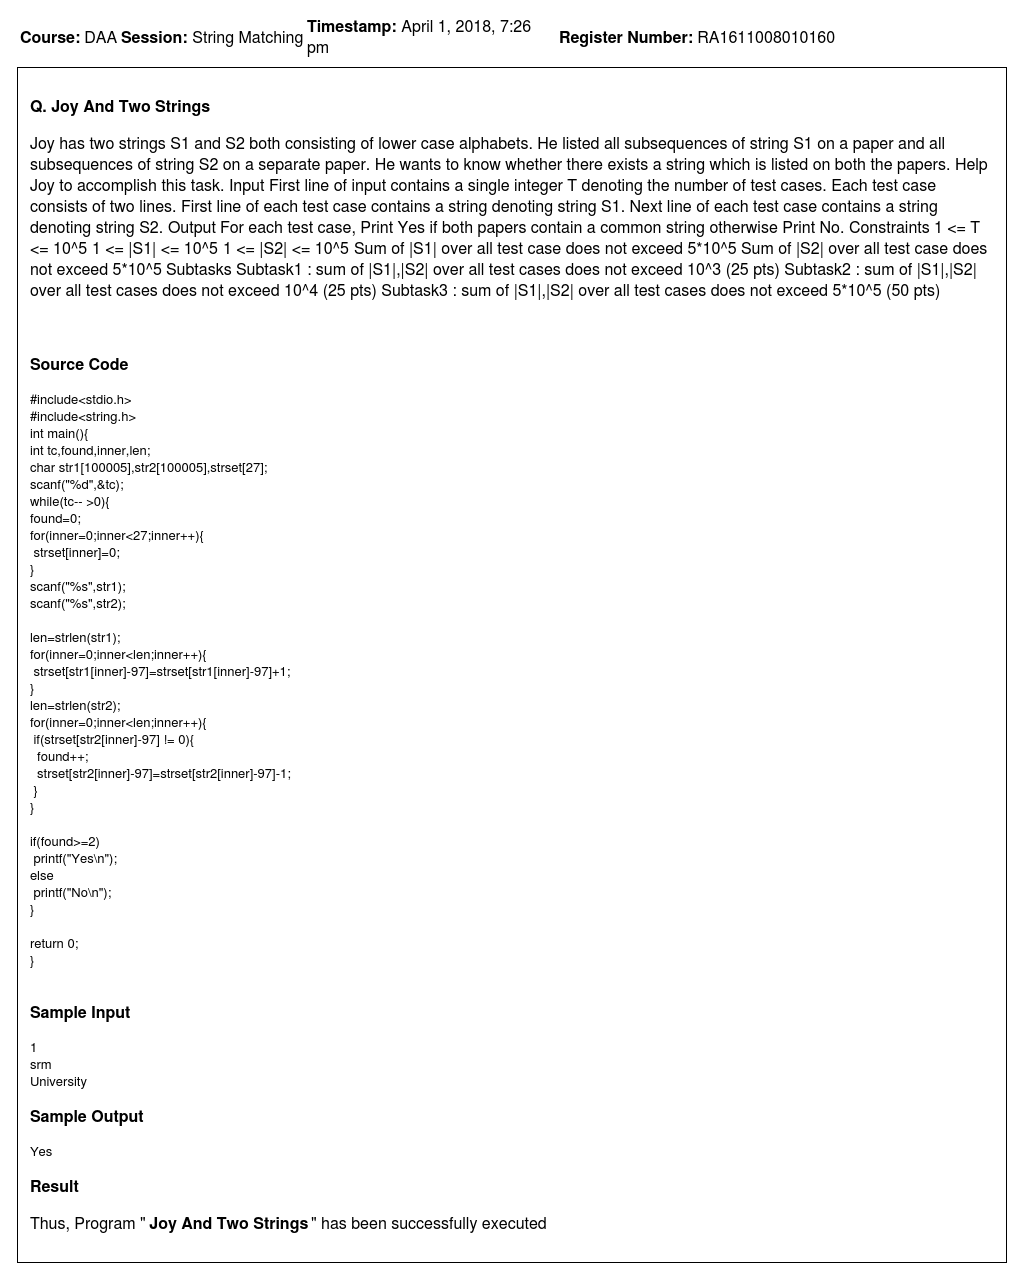 Course: DAA Session: String Matching Timestamp: April 1, 2018, 7:26 pm Register Number: RA1611008010160
Q. Joy And Two Strings
Joy has two strings S1 and S2 both consisting of lower case alphabets. He listed all subsequences of string S1 on a paper and all
subsequences of string S2 on a separate paper. He wants to know whether there exists a string which is listed on both the papers. Help
Joy to accomplish this task. Input First line of input contains a single integer T denoting the number of test cases. Each test case
consists of two lines. First line of each test case contains a string denoting string S1. Next line of each test case contains a string
denoting string S2. Output For each test case, Print Yes if both papers contain a common string otherwise Print No. Constraints 1 <= T
<= 10^5 1 <= |S1| <= 10^5 1 <= |S2| <= 10^5 Sum of |S1| over all test case does not exceed 5*10^5 Sum of |S2| over all test case does
not exceed 5*10^5 Subtasks Subtask1 : sum of |S1|,|S2| over all test cases does not exceed 10^3 (25 pts) Subtask2 : sum of |S1|,|S2|
over all test cases does not exceed 10^4 (25 pts) Subtask3 : sum of |S1|,|S2| over all test cases does not exceed 5*10^5 (50 pts)
Source Code
#include<stdio.h>
#include<string.h>
int main(){
int tc,found,inner,len;
char str1[100005],str2[100005],strset[27];
scanf("%d",&tc);
while(tc-- >0){
found=0;
for(inner=0;inner<27;inner++){
 strset[inner]=0;
}
scanf("%s",str1);
scanf("%s",str2);

len=strlen(str1);
for(inner=0;inner<len;inner++){
 strset[str1[inner]-97]=strset[str1[inner]-97]+1;
}
len=strlen(str2);
for(inner=0;inner<len;inner++){
 if(strset[str2[inner]-97] != 0){
  found++;
  strset[str2[inner]-97]=strset[str2[inner]-97]-1;
 }
}

if(found>=2)
 printf("Yes\n");
else
 printf("No\n");
}

return 0;
}
Sample Input
1
srm
University
Sample Output
Yes
Result
Thus, Program " Joy And Two Strings " has been successfully executed